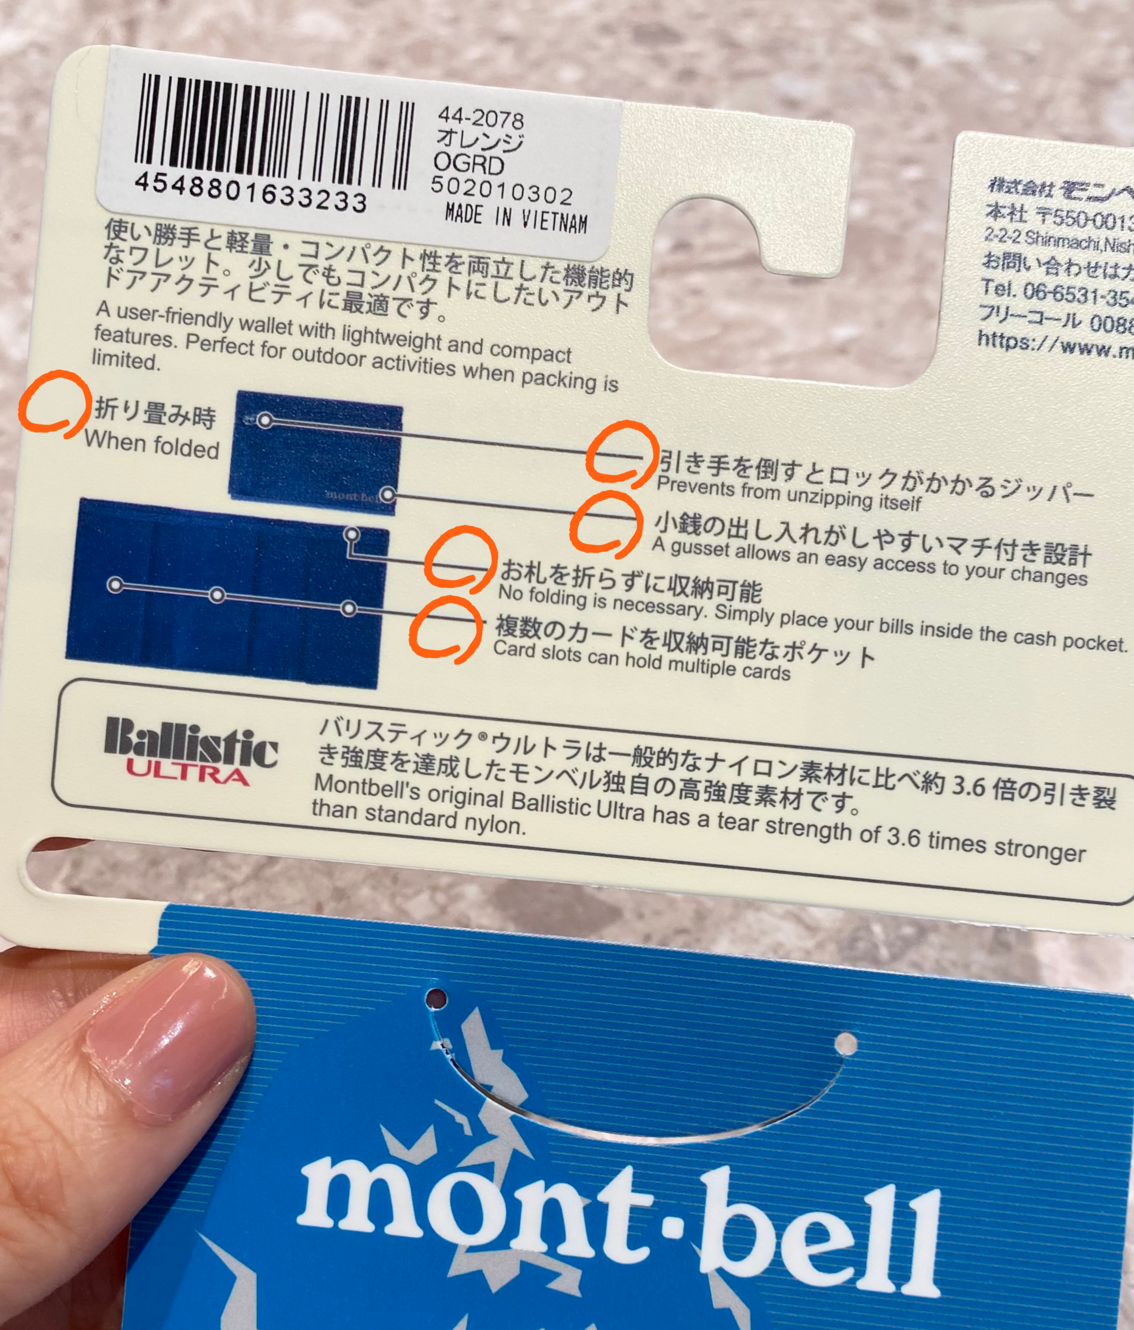 44-2078
オレンジ
OGRD
4548801633233
502010302
MADE IN VIETNAM
使い勝手と軽量・コンパクト性を両立した機能的
なワレット。少しでもコンパクトにしたいアウト
ドアアクティビティに最適です。
A user-friendly wallet with lightweight and compact
features. Perfect for outdoor activities when packing is
limited.
折り畳み時
When folded
mont-bell
引き手を倒すとロックがかかるジッパー
Prevents from unzipping itself
小銭の出し入れがしやすいマチ付き設計
A gusset allows an easy access to your changes
お札を折らずに収納可能
No folding is necessary. Simply place your bills inside the cash pocket.
複数のカードを収納可能なポケット
Card slots can hold multiple cards
Ballistic
ULTRA
バリスティック®ウルトラは一般的なナイロン素材に比べ約 3.6 倍の引き裂
き強度を達成したモンベル独自の高強度素材です。
Montbell's original Ballistic Ultra has a tear strength of 3.6 times stronger
than standard nylon.
株式会社 モンベ
本社 〒550-0013
2-2-2 Shinmachi,Nish
お問い合わせは
Tel. 06-6531-354
フリーコール 0088
https://www.m
mont-bell